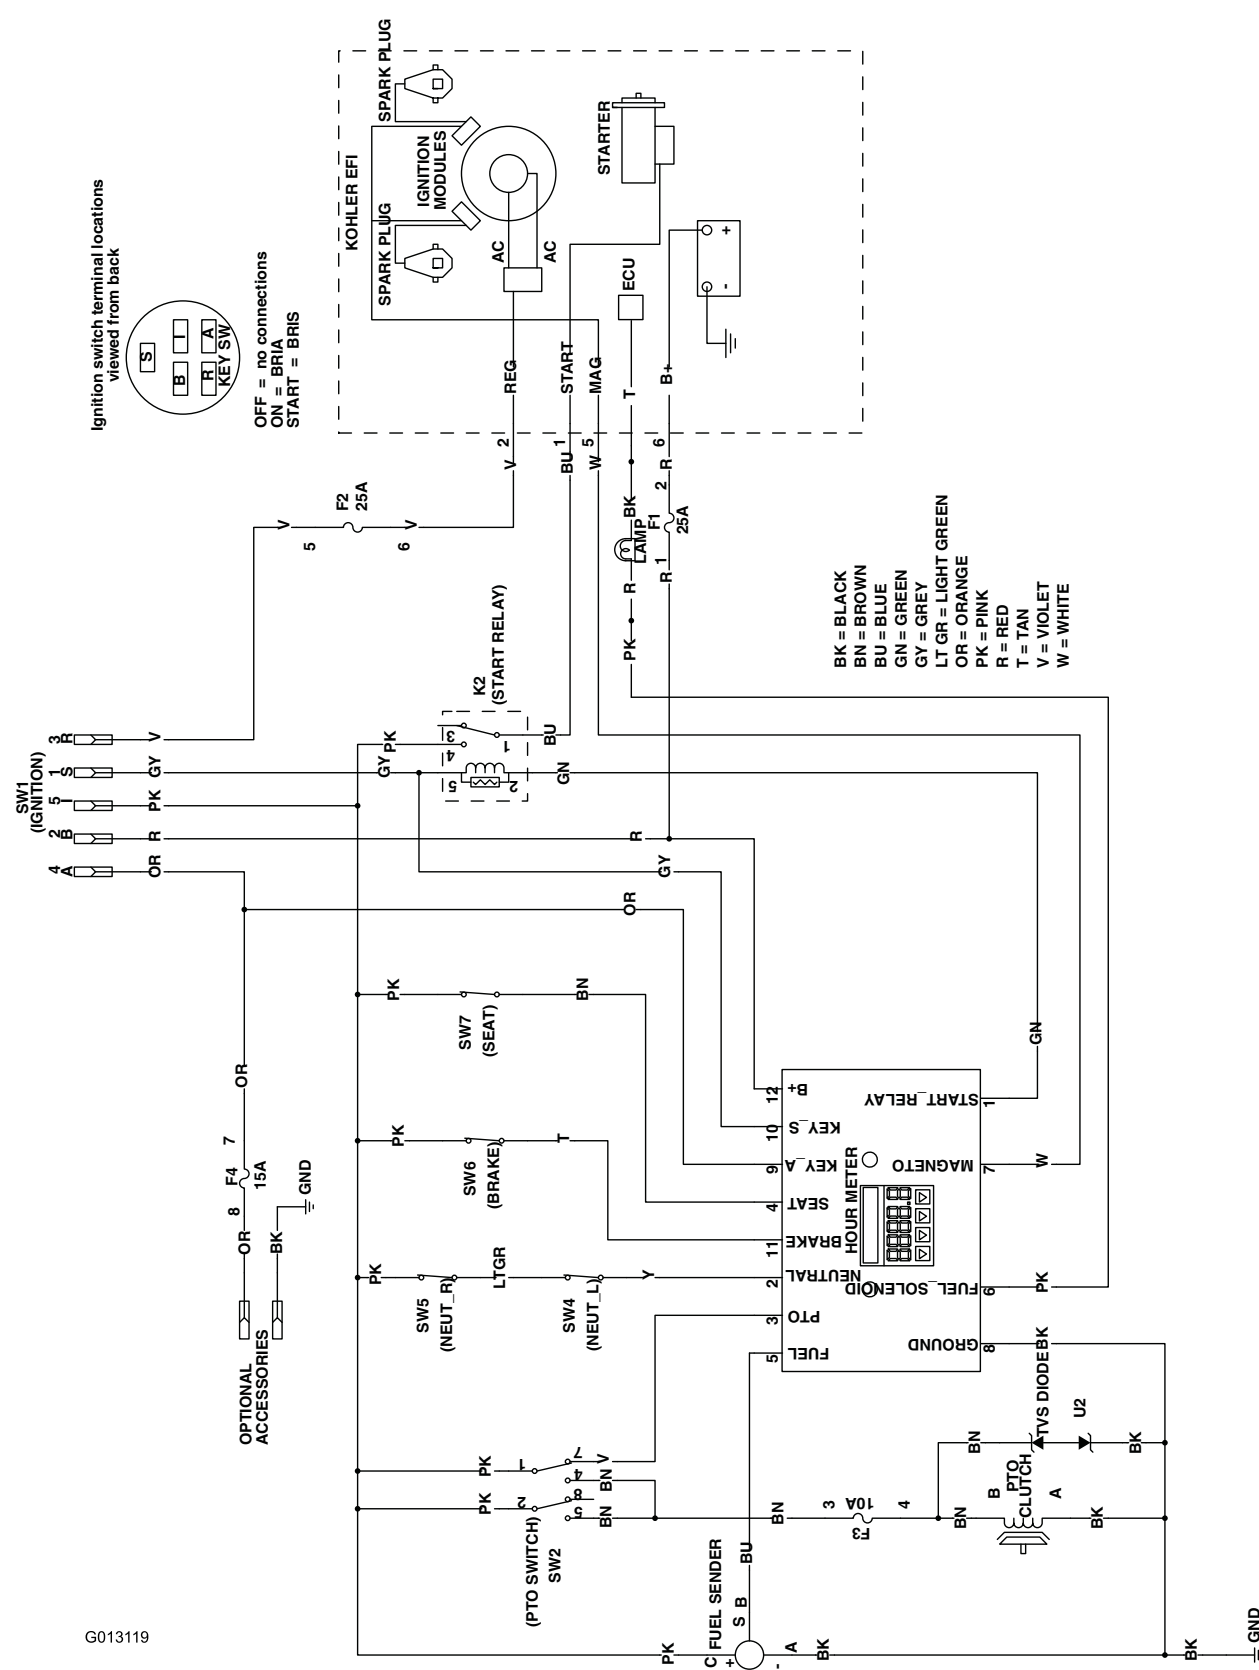 Ignition switch terminal locations
viewed from back
S
B
I
R
A
KEY SW
OFF = no connections
ON = BRIA
START = BRIS
KOHLER EFI
SPARK PLUG
SPARK PLUG
IGNITION
MODULES
AC
AC
STARTER
ECU
+
-
REG
START
MAG
T
B+
2
1
5
6
V
BU
W
BK
R
2
F1
25A
1
R
LAMP
R
PK
F2
25A
V
5
6
V
K2
(START RELAY)
3
4
1
5
2
PK
BU
GY
GN
SW1
(IGNITION)
3 R
1 S
5 I
2 B
4 A
V
GY
PK
R
OR
R
GY
OR
BK = BLACK
BN = BROWN
BU = BLUE
GN = GREEN
GY = GREY
LT GR = LIGHT GREEN
OR = ORANGE
PK = PINK
R = RED
T = TAN
V = VIOLET
W = WHITE
PK
SW7
(SEAT)
BN
PK
SW6
(BRAKE)
T
PK
SW5
(NEUT_R)
LTGR
SW4
(NEUT_L)
Y
OR
7
F4
15A
8
OR
BK
GND
OPTIONAL
ACCESSORIES
12 B+
10 KEY_S
9 KEY_A
4 SEAT
11 BRAKE
2 NEUTRAL
3 PTO
5 FUEL
HOUR METER
START_RELAY 1
MAGNETO 7
FUEL_SOLENOID 6
GROUND 8
GN
W
PK
BK
PK
1
7
V
4
BN
PK
2
8
5
BN
(PTO SWITCH)
SW2
BN
3
F3
10A
4
BN
TVS DIODE
U2
BK
BN
B
PTO
CLUTCH
A
BK
FUEL SENDER
C
+
S
B
BU
-
A
PK
BK
BK
GND
G013119